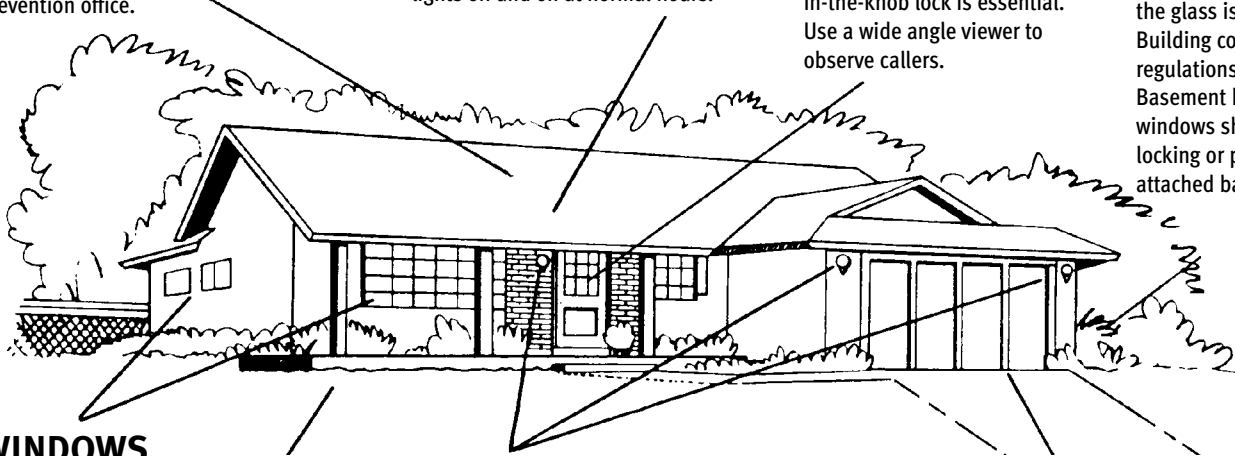 evention office.
lights on and off at normal hours.
in-the-knob lock is essential.
Use a wide angle viewer to
observe callers.
the glass is
Building co
regulations
Basement
windows sh
locking or p
attached ba
WINDOWS